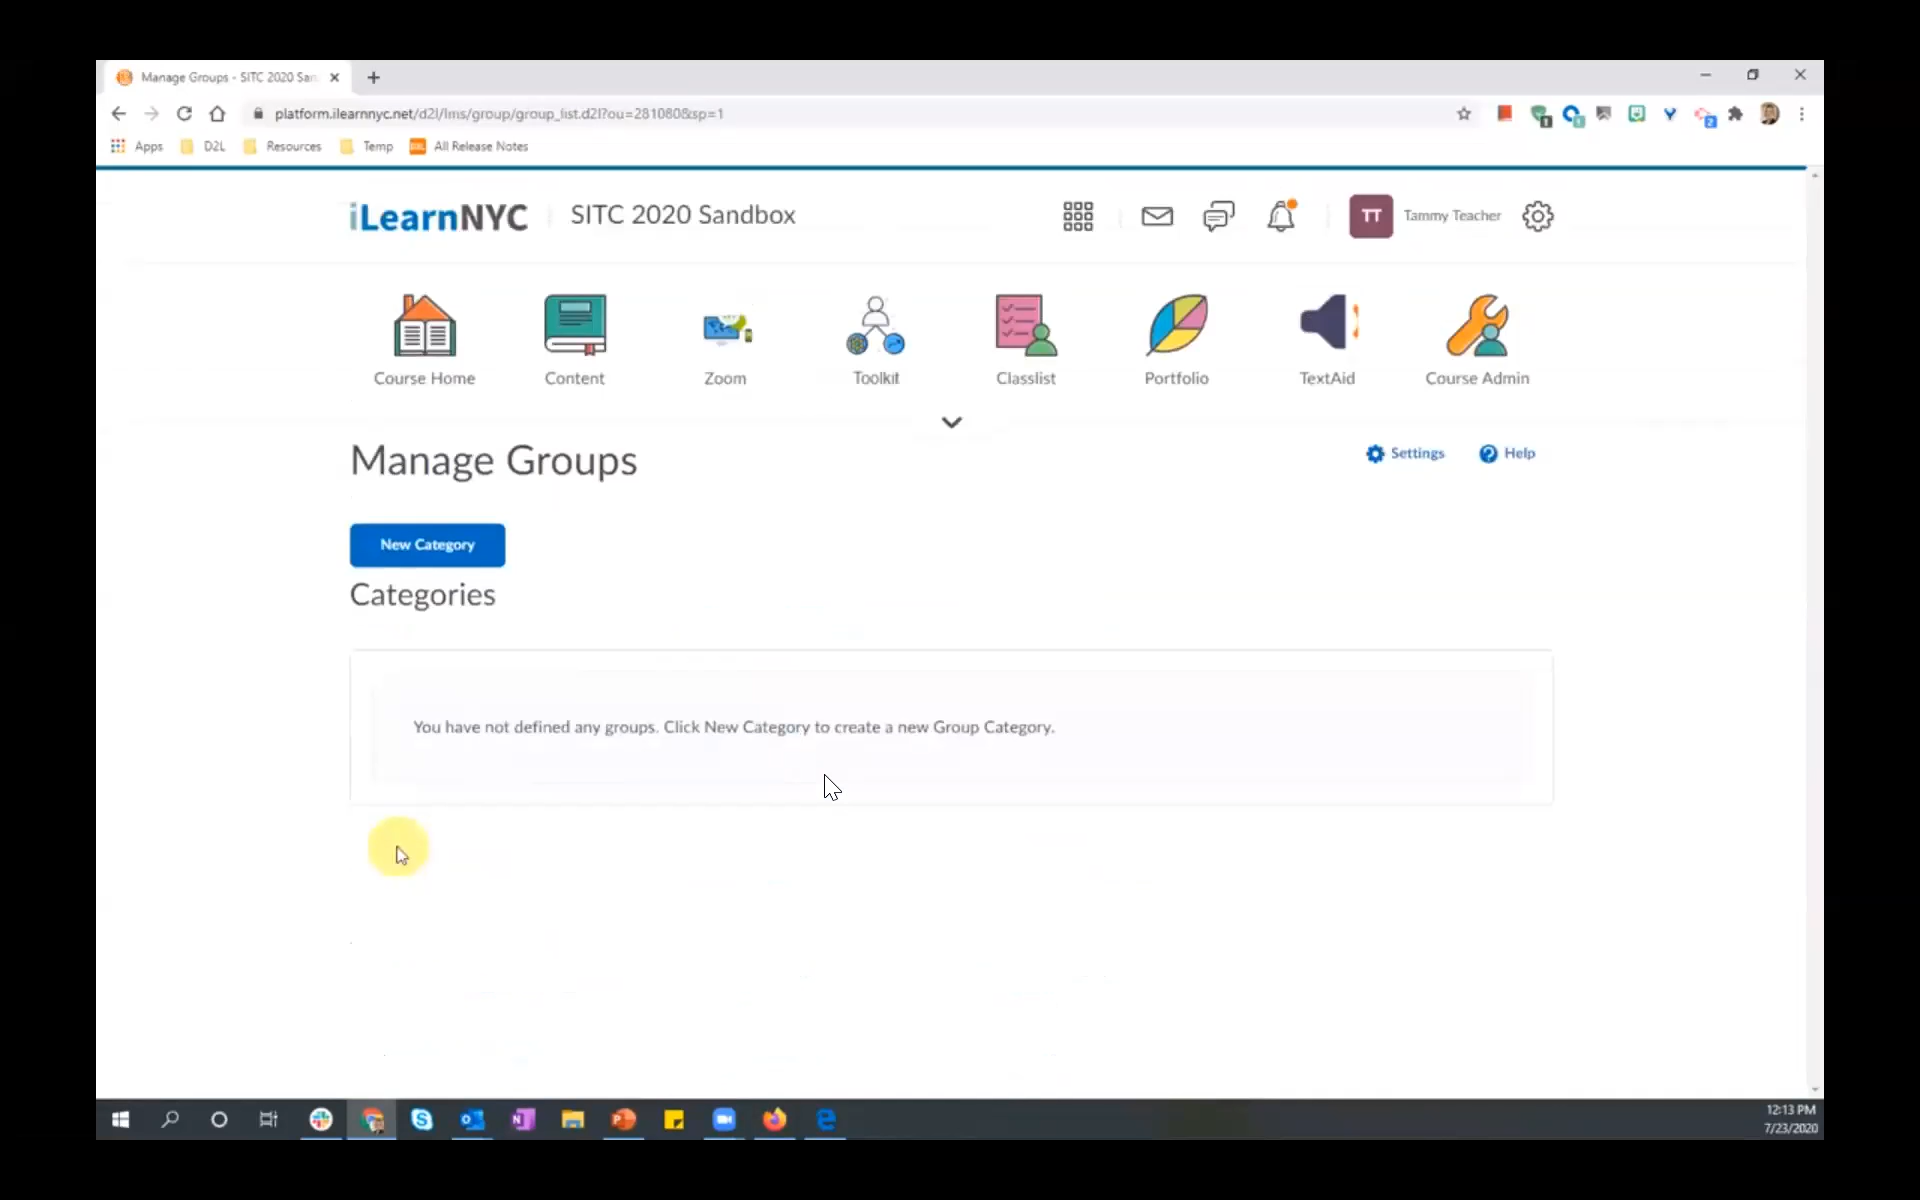 Manage Groups - SITC 2020 San
platform.ilearnnyc.net/d2l/lms/group/group_list.d2l?ou=281080&sp=1
Apps D2L Resources Temp All Release Notes
iLearnNYC SITC 2020 Sandbox TT Tammy Teacher
Course Home Content Zoom Toolkit Classlist Portfolio TextAid Course Admin
Manage Groups
Settings Help
New Category
Categories
You have not defined any groups. Click New Category to create a new Group Category.
12:13 PM
7/23/2020